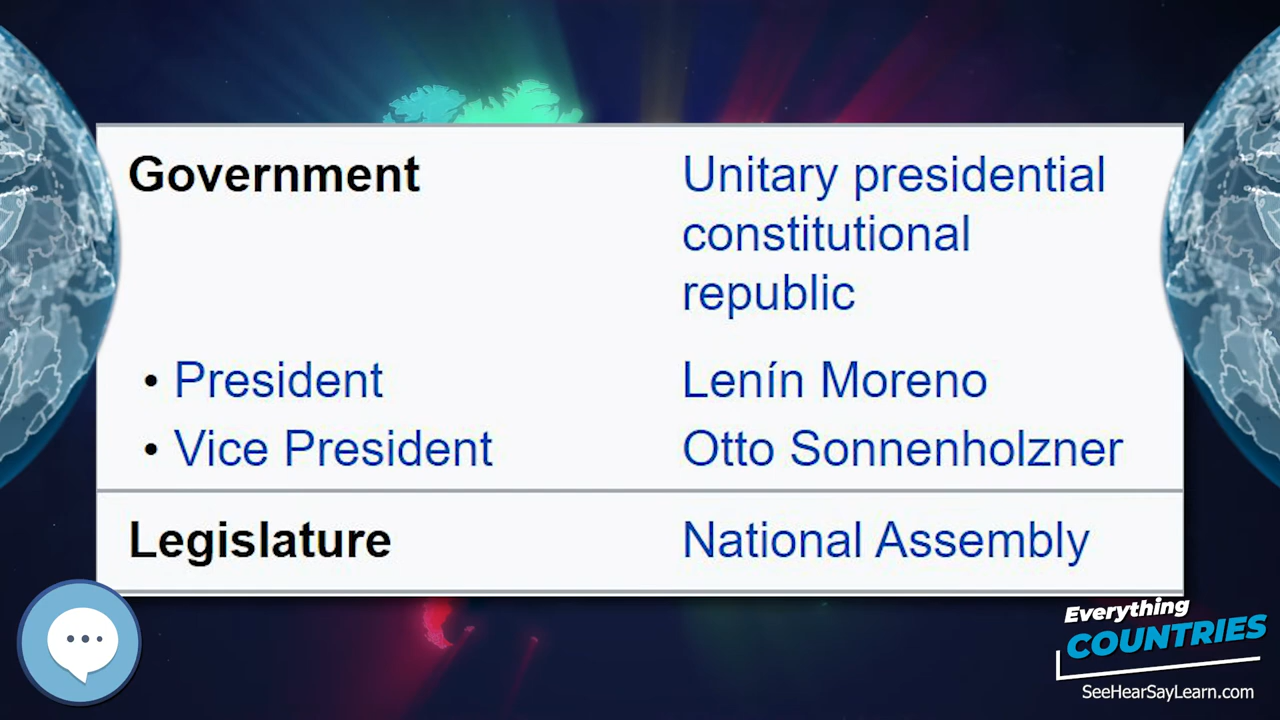 Government
Unitary presidential
constitutional
republic
• President
Lenín Moreno
• Vice President
Otto Sonnenholzner
Legislature
National Assembly
Everything
COUNTRIES
SeeHearSayLearn.com